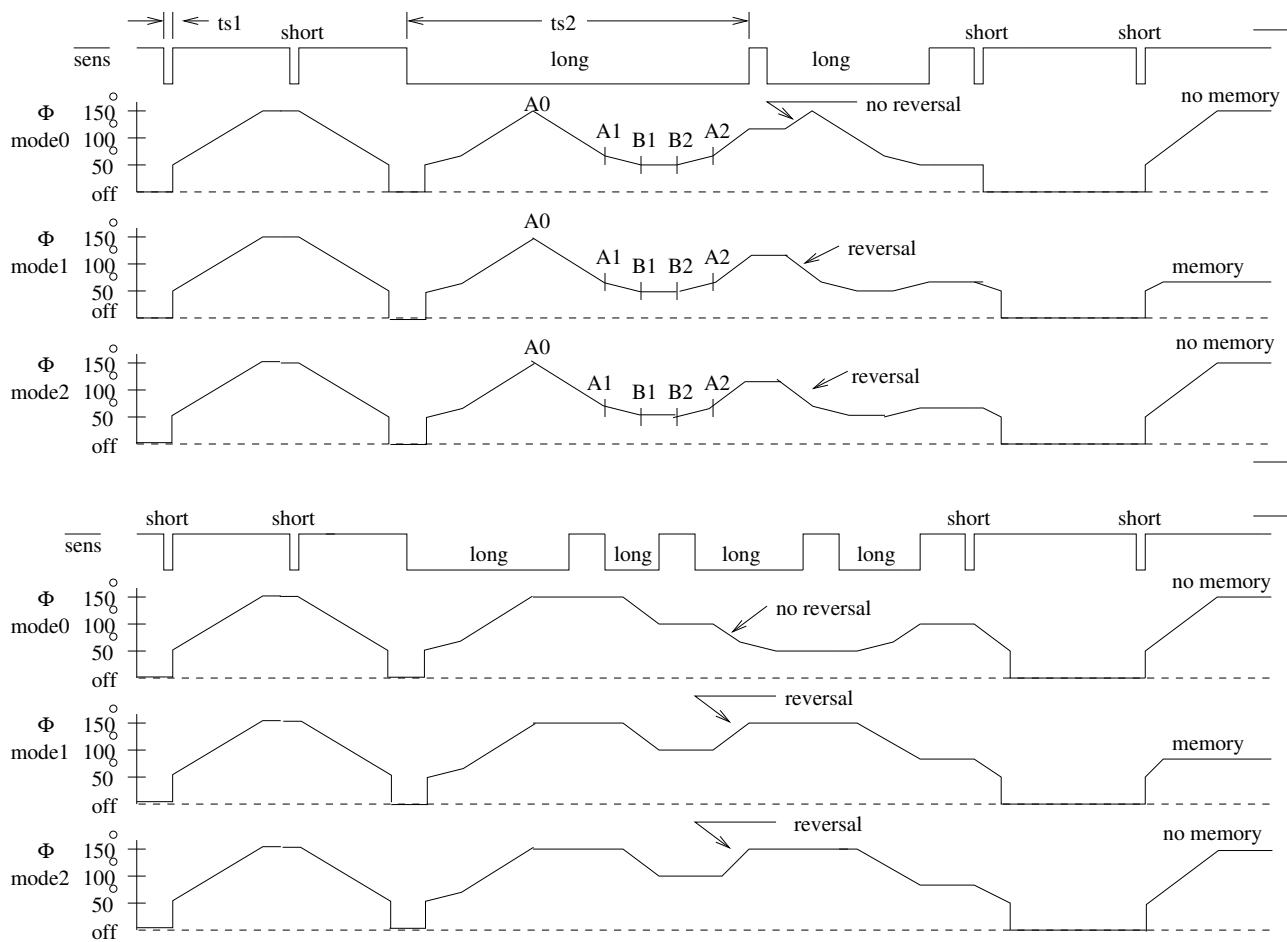 ts1
ts2
short
short
short
sens
long
long
Φ
mode0
150°
100°
50°
off
A0
A1
B1
B2
A2
no reversal
no memory
Φ
mode1
150°
100°
50°
off
A0
A1
B1
B2
A2
reversal
memory
Φ
mode2
150°
100°
50°
off
A0
A1
B1
B2
A2
reversal
no memory
short
short
short
short
sens
long
long
long
long
Φ
mode0
150°
100°
50°
off
no reversal
no memory
Φ
mode1
150°
100°
50°
off
reversal
memory
Φ
mode2
150°
100°
50°
off
reversal
no memory